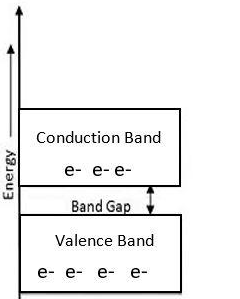 Conduction Band
e- e- e-
Energy
Band Gap
Valence Band
e- e- e- e-